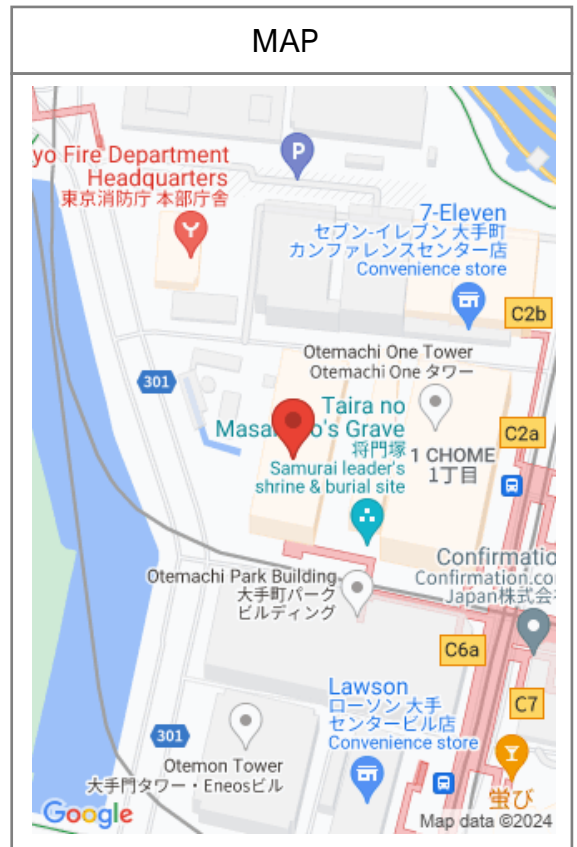 MAP
yo Fire Department
Headquarters
東京消防庁 本部庁舎
P
7-Eleven
セブン-イレブン 大手町
カンファレンスセンター店
Convenience store
C2b
Otemachi One Tower
Otemachi One タワー
301
Taira no
Masa o's Grave
将門塚
Samurai leader's
shrine & burial site
C2a
1 CHOME
1丁目
Confirmatio
Confirmation.co
Japan株式会
Otemachi Park Building
大手町パーク
ビルディング
C6a
C7
Lawson
ローソン 大手
センタービル店
Convenience store
301
Otemon Tower
大手門タワー・Eneosビル
蛍び
Google
Map data ©2024